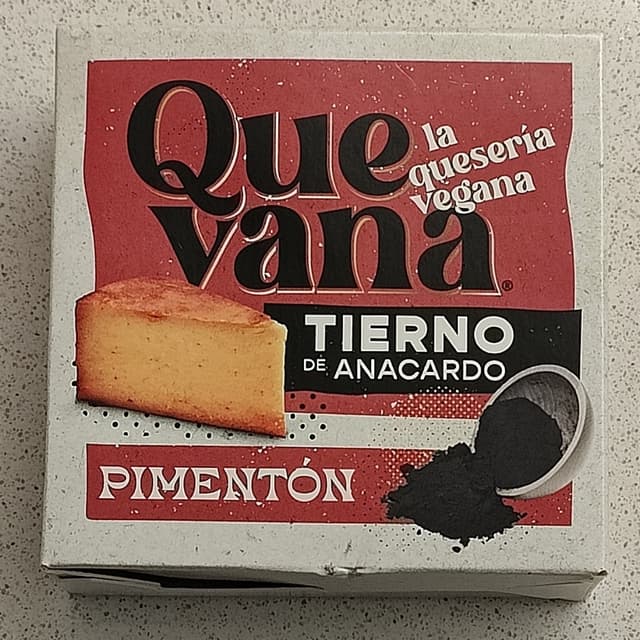 Que
vana®
la
quesería
vegana
TIERNO
DE ANACARDO
PIMENTÓN